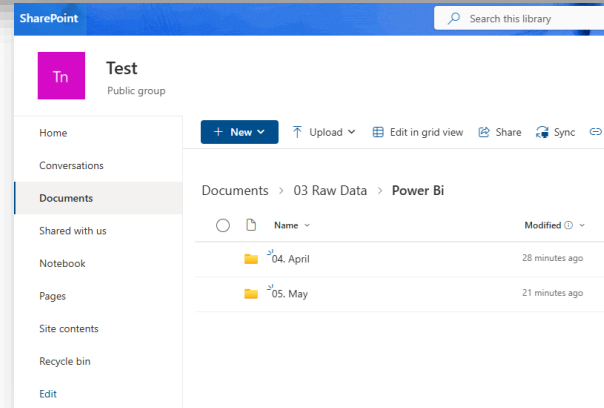 SharePoint
Search this library
Tn
Test
Public group
Home
Conversations
Documents
Shared with us
Notebook
Pages
Site contents
Recycle bin
Edit
+ New
Upload
Edit in grid view
Share
Sync
Documents > 03 Raw Data > Power Bi
Name
Modified
04. April
28 minutes ago
05. May
21 minutes ago